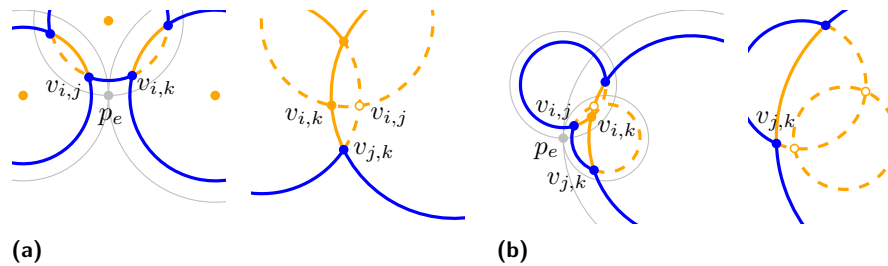 v_{i,j} v_{i,k}
p_e
v_{i,k} v_{i,j}
v_{j,k}
v_{i,j} v_{i,k}
p_e
v_{j,k}
v_{j,k}
(a) (b)